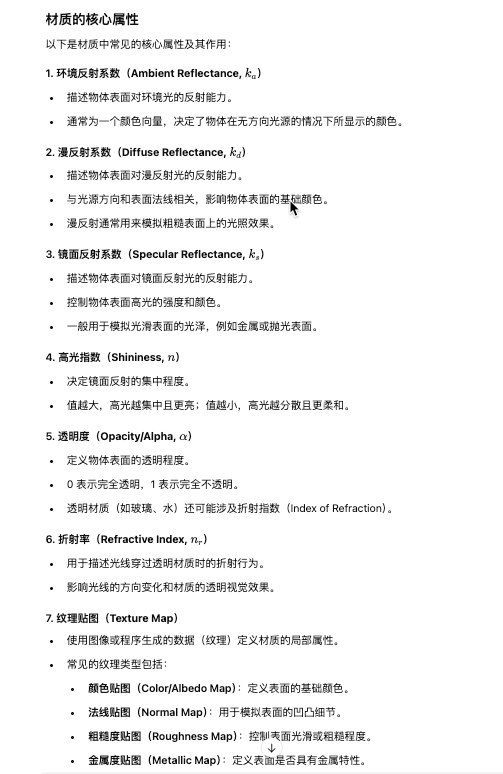 材质的核心属性
以下是材质中常见的核心属性及其作用：
1. 环境反射系数（Ambient Reflectance, kₐ）
• 描述物体表面对环境光的反射能力。
• 通常为一个颜色向量，决定了物体在无方向光源的情况下所显示的颜色。
2. 漫反射系数（Diffuse Reflectance, k_d）
• 描述物体表面对漫反射光的反射能力。
• 与光源方向和表面法线相关，影响物体表面的基础颜色。
• 漫反射通常用来模拟粗糙表面上的光照效果。
3. 镜面反射系数（Specular Reflectance, kₛ）
• 描述物体表面对镜面反射光的反射能力。
• 控制物体表面高光的强度和颜色。
• 一般用于模拟光滑表面的光泽，例如金属或抛光表面。
4. 高光指数（Shininess, n）
• 决定镜面反射的集中程度。
• 值越大，高光越集中且更亮；值越小，高光越分散且更柔和。
5. 透明度（Opacity/Alpha, α）
• 定义物体表面的透明程度。
• 0 表示完全透明，1 表示完全不透明。
• 透明材质（如玻璃、水）还可能涉及折射指数（Index of Refraction）。
6. 折射率（Refractive Index, nᵣ）
• 用于描述光线穿过透明材质时的折射行为。
• 影响光线的方向变化和材质的透明视觉效果。
7. 纹理贴图（Texture Map）
• 使用图像或程序生成的数据（纹理）定义材质的局部属性。
• 常见的纹理类型包括：
• 颜色贴图（Color/Albedo Map）：定义表面的基础颜色。
• 法线贴图（Normal Map）：用于模拟表面的凹凸细节。
• 粗糙度贴图（Roughness Map）：控制表面光滑或粗糙程度。
• 金属度贴图（Metallic Map）：定义表面是否具有金属特性。